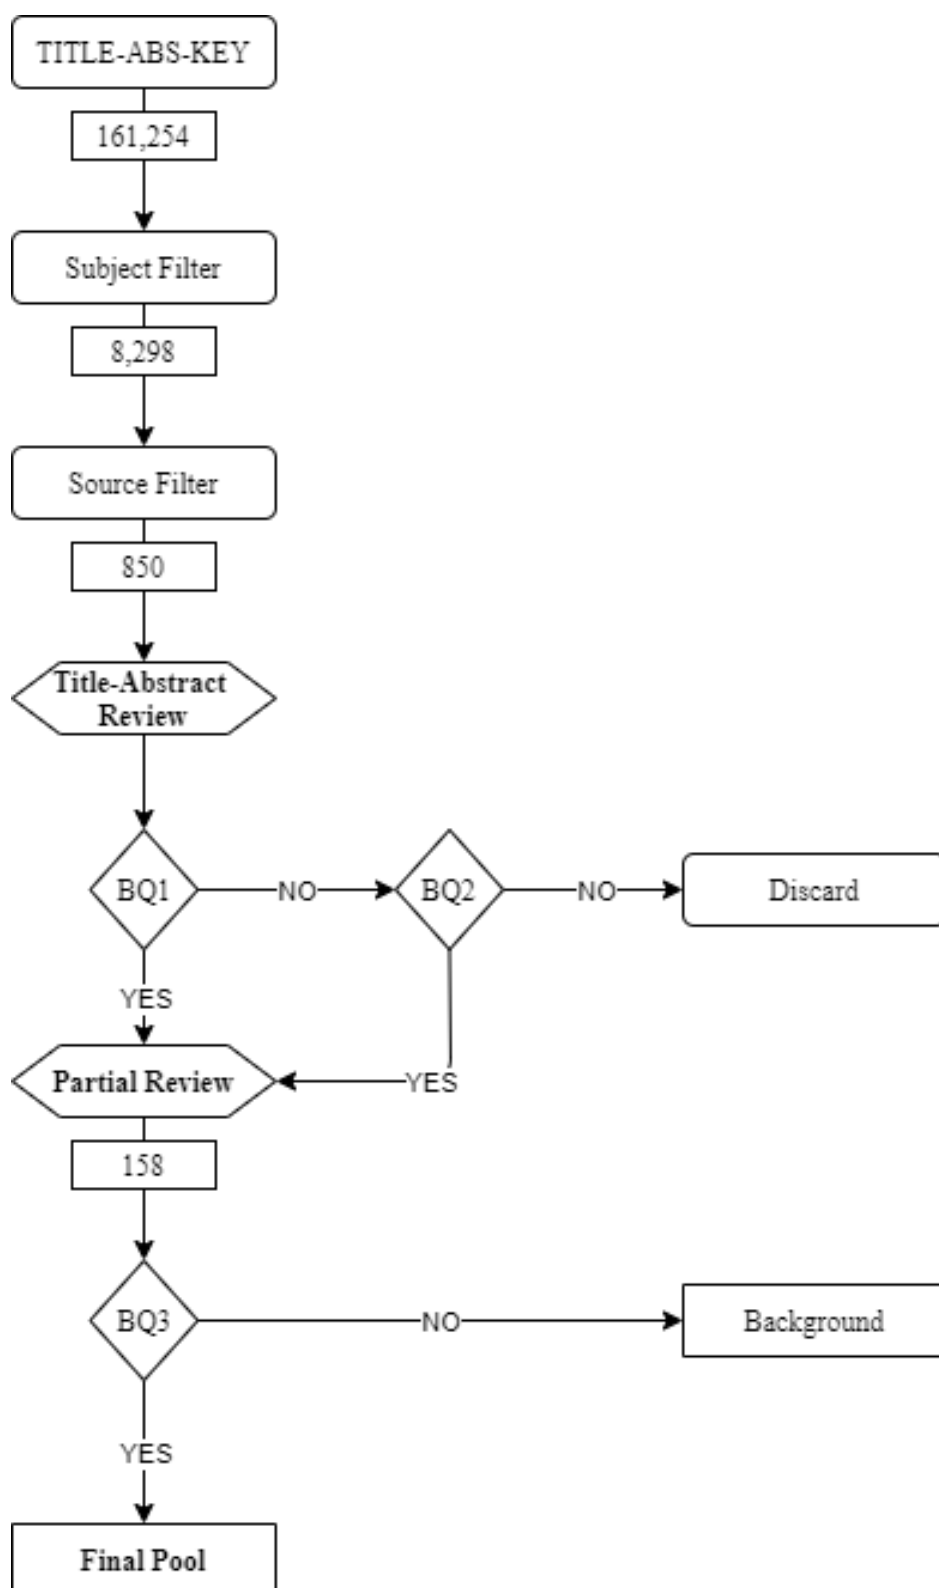 TITLE-ABS-KEY
161,254
Subject Filter
8,298
Source Filter
850
Title-Abstract
Review
BQ1
NO
BQ2
NO
Discard
YES
Partial Review
YES
158
BQ3
NO
Background
YES
Final Pool